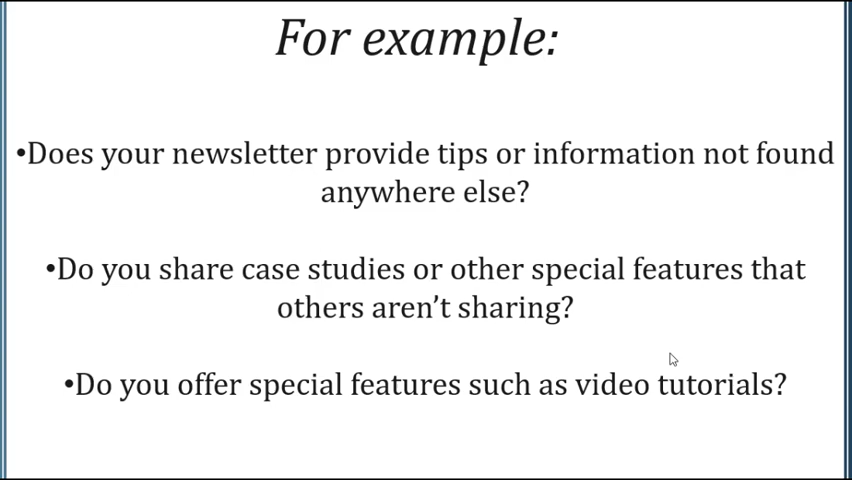 For example:
•Does your newsletter provide tips or information not found
anywhere else?
•Do you share case studies or other special features that
others aren’t sharing?
•Do you offer special features such as video tutorials?